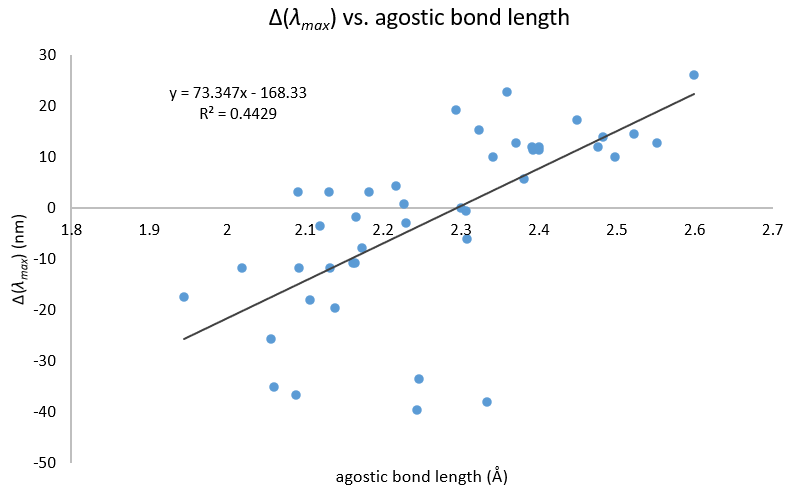 Δ(λmax) vs. agostic bond length
30
y = 73.347x - 168.33
20
R² = 0.4429
10
0
1.8 1.9 2 2.1 2.2 2.3 2.4 2.5 2.6 2.7
-10
-20
-30
-40
-50
Δ(λmax) (nm)
agostic bond length (Å)